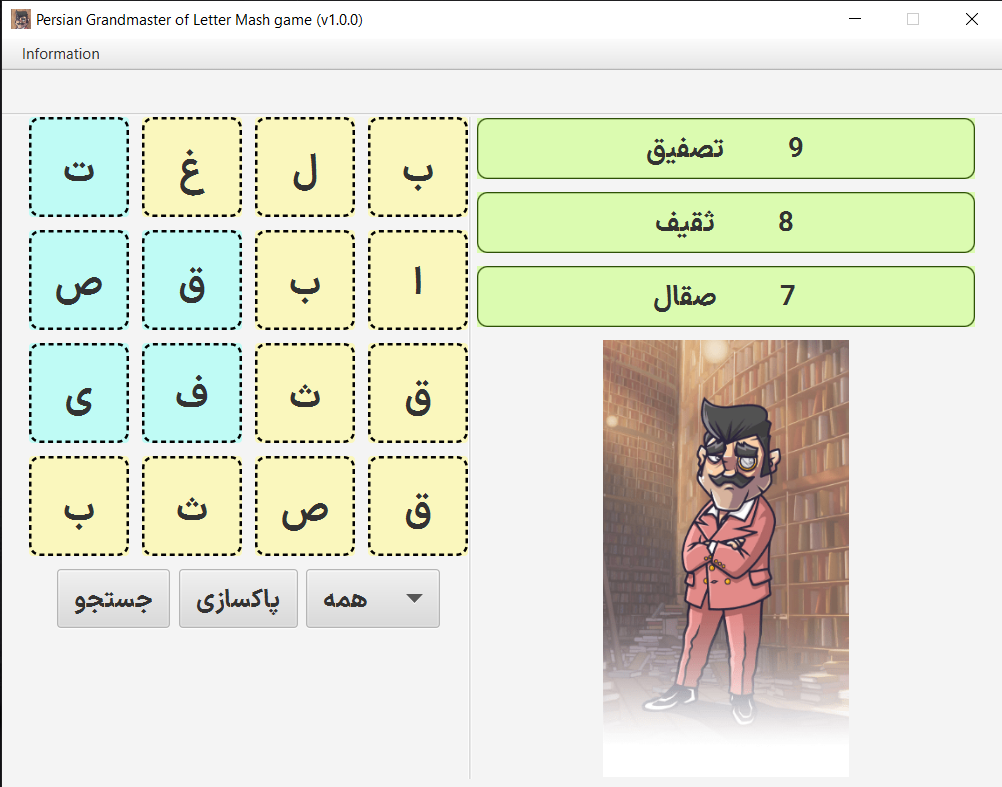 Persian Grandmaster of Letter Mash game (v1.0.0)
Information
ب ل غ ت
ا ب ق ص
ق ث ف ی
ق ص ث ب
همه پاکسازی جستجو
تصفیق 9
ثقیف 8
صقال 7